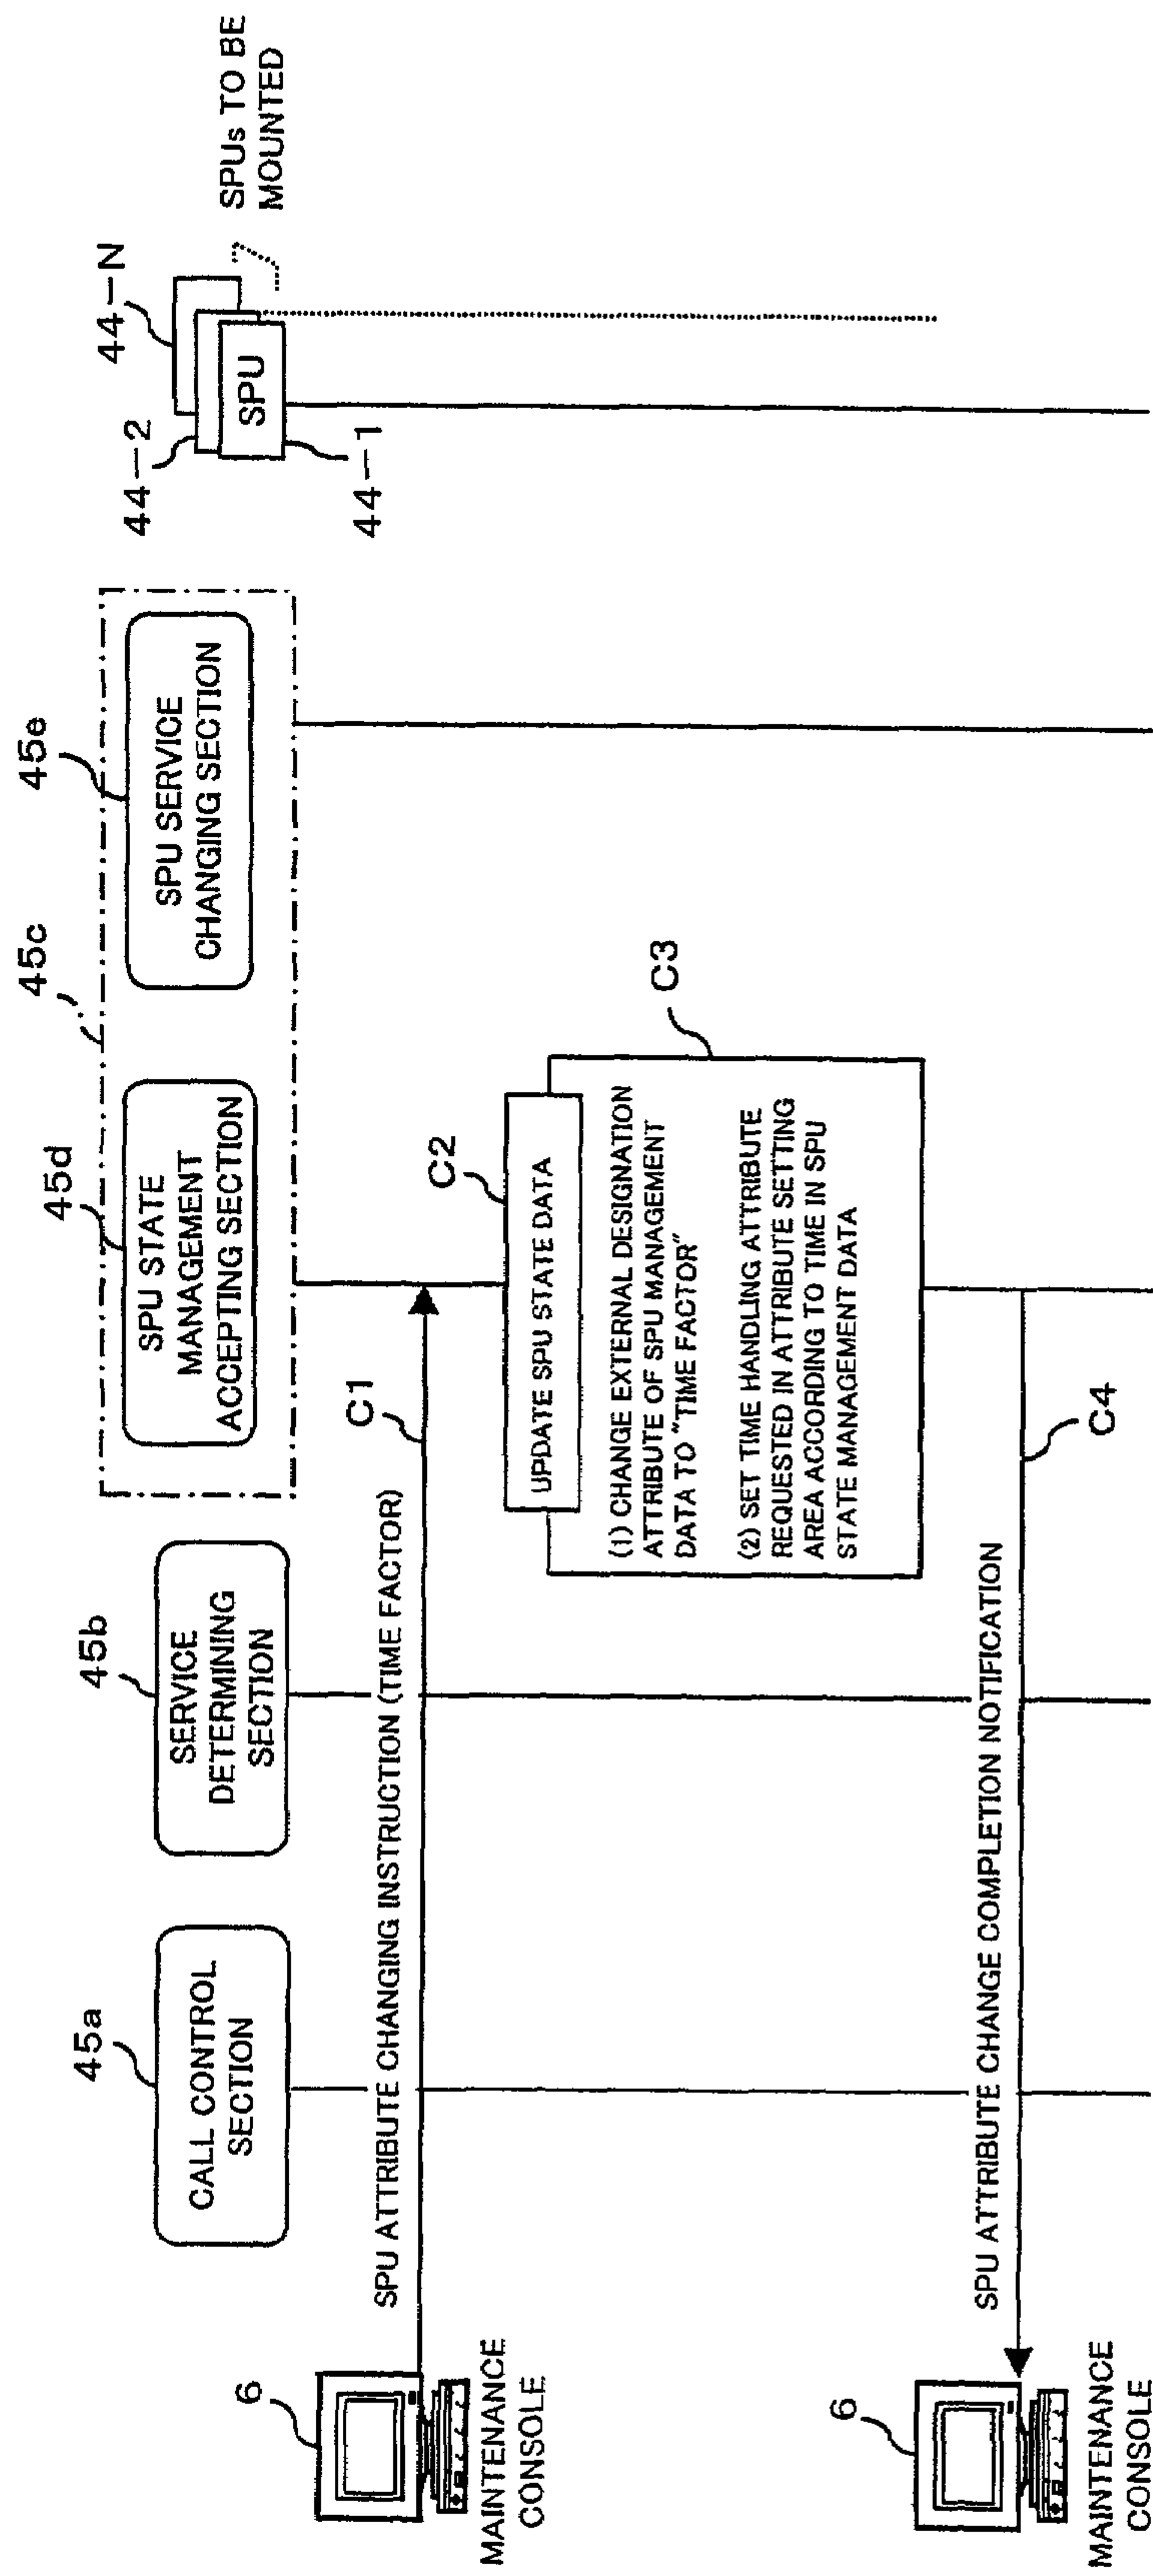 45a
CALL CONTROL
SECTION
45b
SERVICE
DETERMINING
SECTION
45c
45d
SPU STATE
MANAGEMENT
ACCEPTING SECTION
45e
SPU SERVICE
CHANGING SECTION
44-2
44-N
SPU
44-1
SPUs TO BE
MOUNTED
6
MAINTENANCE
CONSOLE
SPU ATTRIBUTE CHANGING INSTRUCTION (TIME FACTOR)
C1
C2
UPDATE SPU STATE DATA
C3
(1) CHANGE EXTERNAL DESIGNATION
ATTRIBUTE OF SPU MANAGEMENT
DATA TO "TIME FACTOR"
(2) SET TIME HANDLING ATTRIBUTE
REQUESTED IN ATTRIBUTE SETTING
AREA ACCORDING TO TIME IN SPU
STATE MANAGEMENT DATA
6
MAINTENANCE
CONSOLE
SPU ATTRIBUTE CHANGE COMPLETION NOTIFICATION
C4